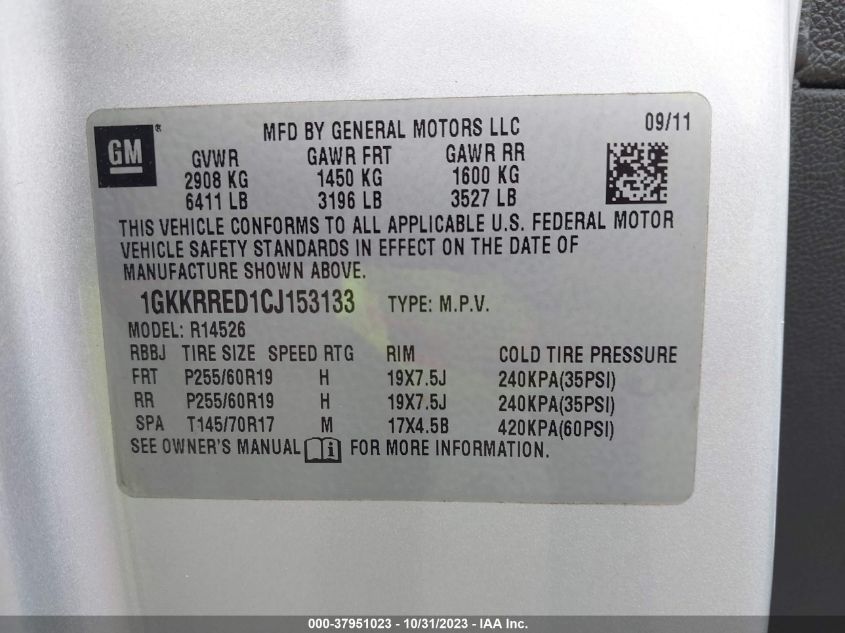 GM ®
MFD BY GENERAL MOTORS LLC 09/11
GVWR GAWR FRT GAWR RR
2908 KG 1450 KG 1600 KG
6411 LB 3196 LB 3527 LB
THIS VEHICLE CONFORMS TO ALL APPLICABLE U.S. FEDERAL MOTOR
VEHICLE SAFETY STANDARDS IN EFFECT ON THE DATE OF
MANUFACTURE SHOWN ABOVE.
1GKKRRED1CJ153133 TYPE: M.P.V.
MODEL: R14526
RBBJ TIRE SIZE SPEED RTG RIM COLD TIRE PRESSURE
FRT P255/60R19 H 19X7.5J 240KPA(35PSI)
RR P255/60R19 H 19X7.5J 240KPA(35PSI)
SPA T145/70R17 M 17X4.5B 420KPA(60PSI)
SEE OWNER'S MANUAL i FOR MORE INFORMATION.
000-37951023 - 10/31/2023 - IAA Inc.